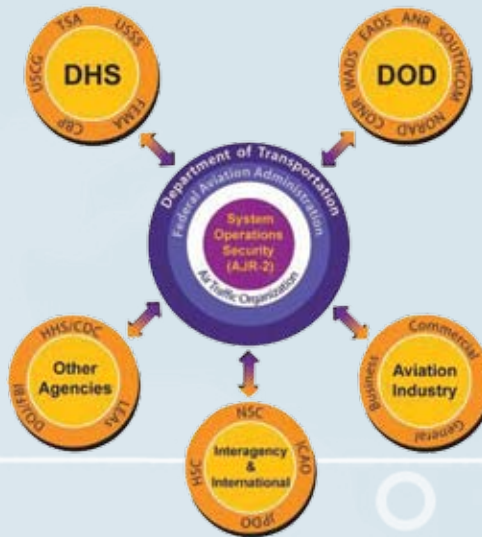 USCG TSA USSS
DHS
CBP FEMA
CONR WADS EADS ANR SOUTHCOM
DOD
NORAD
Department of Transportation
Federal Aviation Administration
System
Operations
Security
(AJR-2)
Air Traffic Organization
HHS/CDC
Other
Agencies
DOJ/FBI LEAs
NSC
HSC ICAO
Interagency
&
International
JPDO
Commercial
Business
Aviation
Industry
General